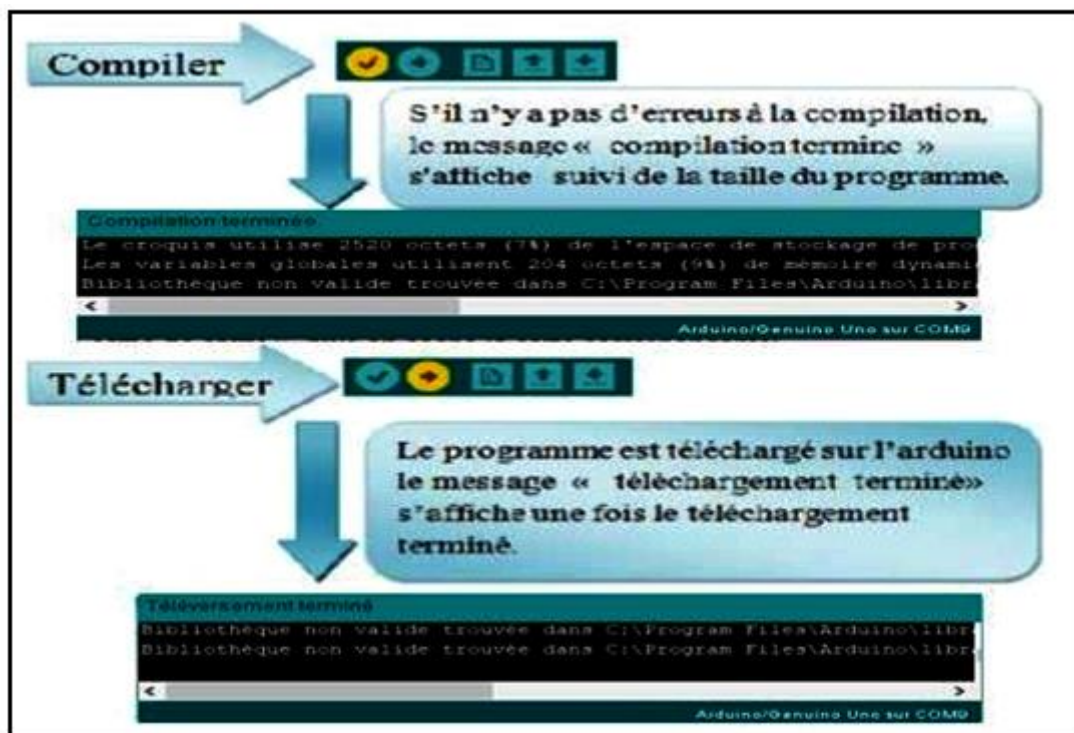 Compiler
S'il n'y a pas d'erreurs à la compilation,
le message « compilation termine »
s'affiche suivi de la taille du programme.
Compilation terminée
Le croquis utilise 2520 octets (7%) de l'espace de stockage de pro
Les variables globales utilisent 204 octets (9%) de mémoire dynami
Bibliothèque non valide trouvée dans C:\Program Files\Arduino\libr
Arduino/Genuino Uno sur COM9
Télécharger
Le programme est téléchargé sur l'arduino
le message « téléchargement terminé»
s'affiche une fois le téléchargement
terminé.
Téléversement terminé
Bibliothèque non valide trouvée dans C:\Program Files\Arduino\libr
Bibliothèque non valide trouvée dans C:\Program Files\Arduino\libr
Arduino/Genuino Uno sur COM9